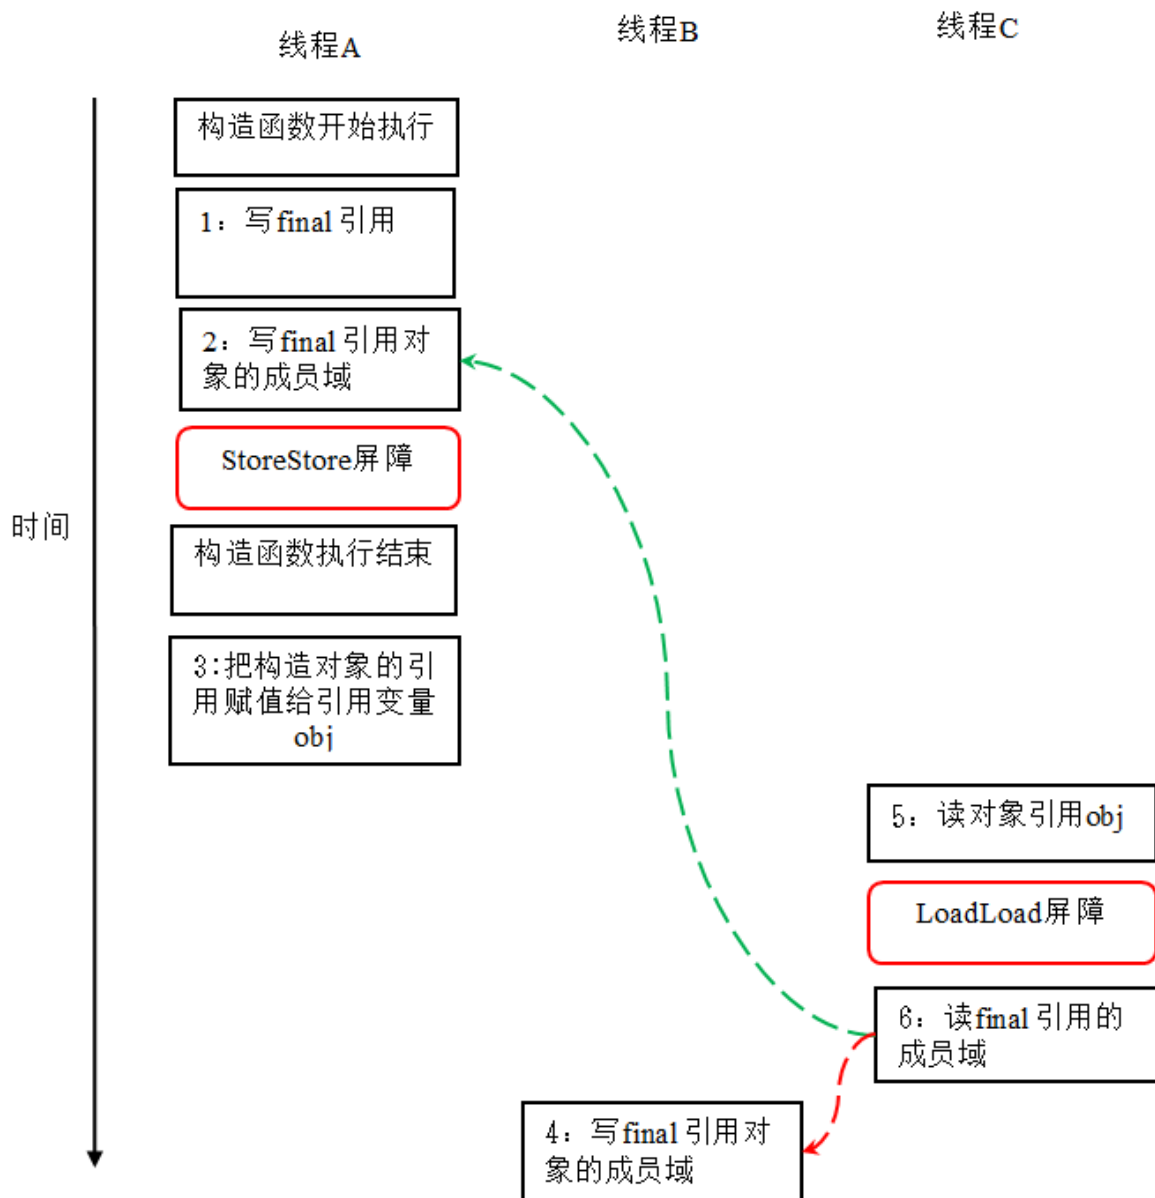 线程A
线程B
线程C
构造函数开始执行
1：写final引用
2：写final引用对
象的成员域
StoreStore屏障
时间
构造函数执行结束
3:把构造对象的引
用赋值给引用变量
obj
5：读对象引用obj
LoadLoad屏障
6：读final引用的
成员域
4：写final引用对
象的成员域